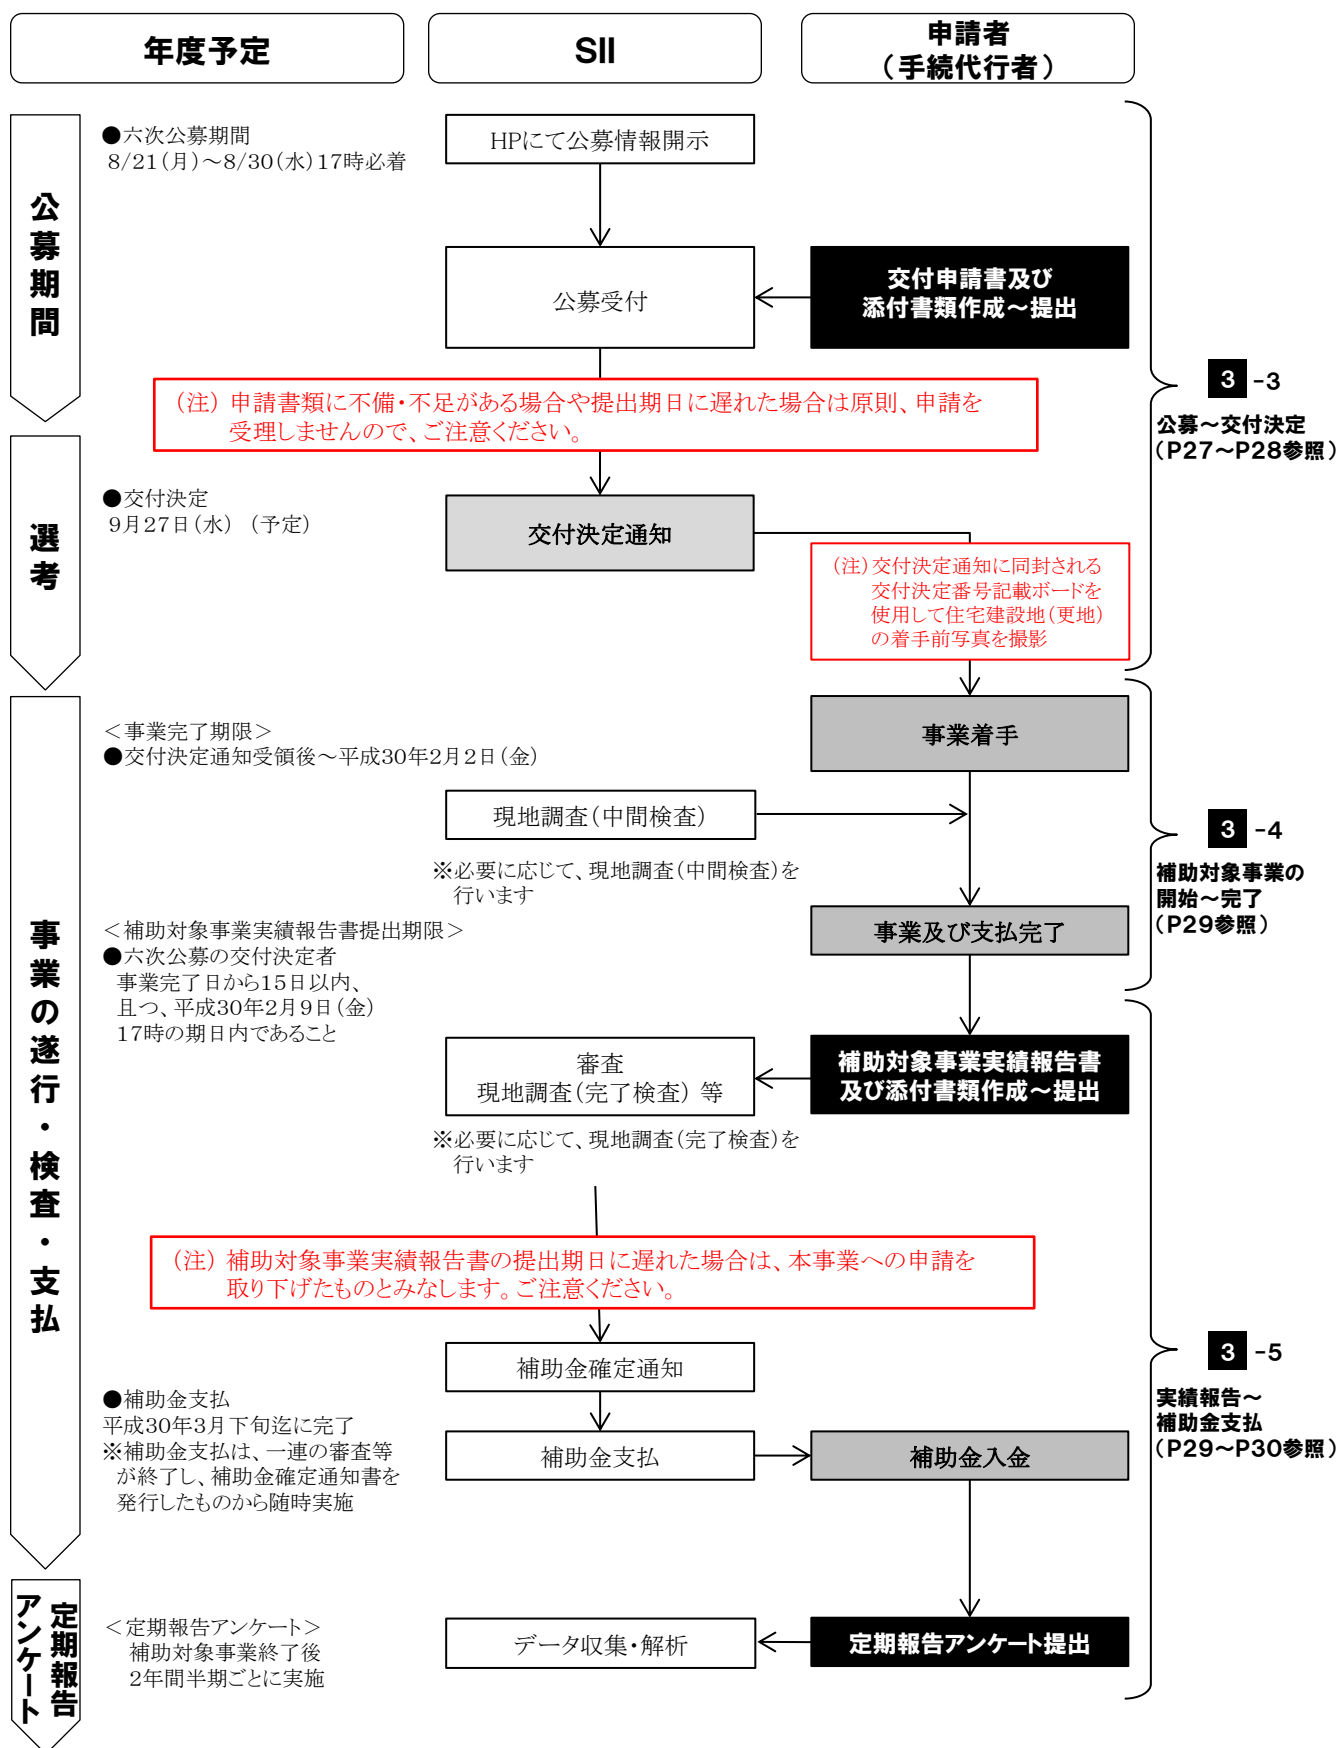 年度予定
SII
申請者
（手続代行者）
公募期間
●六次公募期間
8/21（月）～8/30（水）17時必着
HPにて公募情報開示
公募受付
交付申請書及び
添付書類作成～提出
（注） 申請書類に不備・不足がある場合や提出期日に遅れた場合は原則、申請を
受理しませんので、ご注意ください。
3 -3
公募～交付決定
（P27～P28参照）
選考
●交付決定
9月27日（水） （予定）
交付決定通知
（注）交付決定通知に同封される
交付決定番号記載ボードを
使用して住宅建設地（更地）
の着手前写真を撮影
事業の遂行・検査・支払
＜事業完了期限＞
●交付決定通知受領後～平成30年2月2日（金）
事業着手
現地調査（中間検査）
※必要に応じて、現地調査（中間検査）を
行います
3 -4
補助対象事業の
開始～完了
（P29参照）
事業及び支払完了
＜補助対象事業実績報告書提出期限＞
●六次公募の交付決定者
事業完了日から15日以内、
且つ、平成30年2月9日（金）
17時の期日内であること
審査
現地調査（完了検査） 等
補助対象事業実績報告書
及び添付書類作成～提出
※必要に応じて、現地調査（完了検査）を
行います
（注） 補助対象事業実績報告書の提出期日に遅れた場合は、本事業への申請を
取り下げたものとみなします。ご注意ください。
補助金確定通知
3 -5
実績報告～
補助金支払
（P29～P30参照）
●補助金支払
平成30年3月下旬迄に完了
※補助金支払は、一連の審査等
が終了し、補助金確定通知書を
発行したものから随時実施
補助金支払
補助金入金
定期報告
アンケート
＜定期報告アンケート＞
補助対象事業終了後
2年間半期ごとに実施
データ収集・解析
定期報告アンケート提出